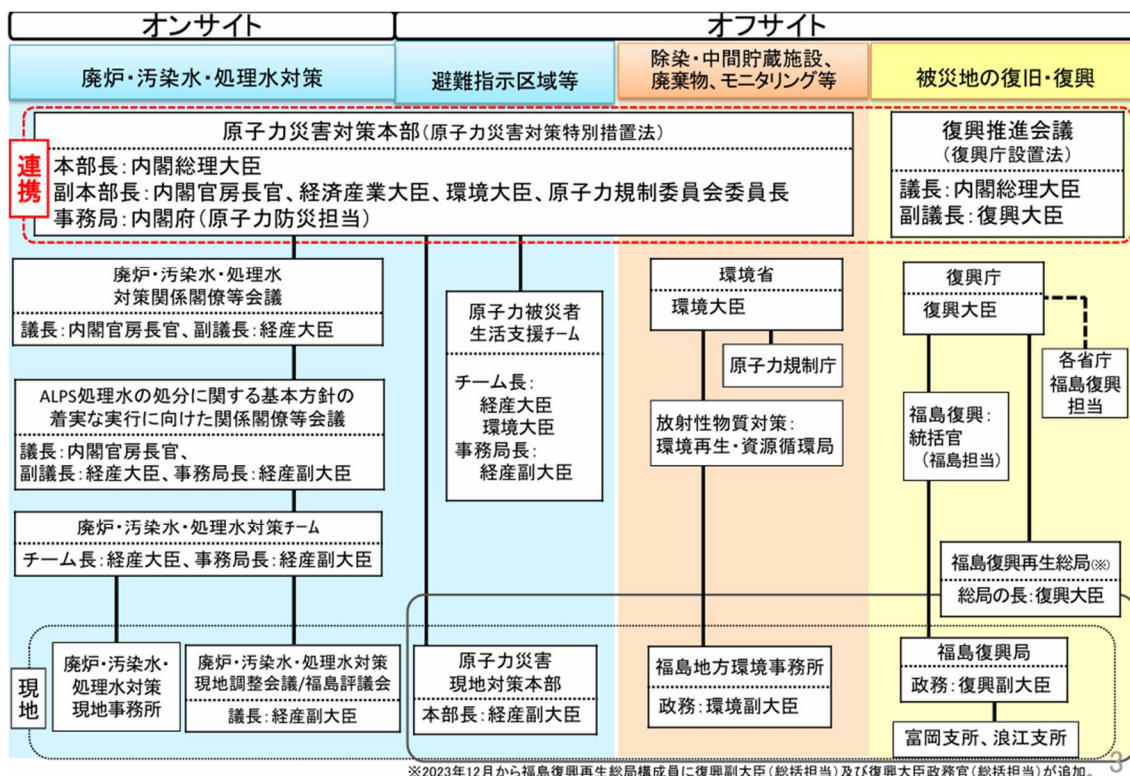 オンサイト
オフサイト
廃炉・汚染水・処理水対策
避難指示区域等
除染・中間貯蔵施設、
廃棄物、モニタリング等
被災地の復旧・復興
連携
原子力災害対策本部(原子力災害対策特別措置法)
本部長:内閣総理大臣
副本部長:内閣官房長官、経済産業大臣、環境大臣、原子力規制委員会委員長
事務局:内閣府(原子力防災担当)
復興推進会議
(復興庁設置法)
議長:内閣総理大臣
副議長:復興大臣
廃炉・汚染水・処理水
対策関係閣僚等会議
議長:内閣官房長官、副議長:経産大臣
ALPS処理水の処分に関する基本方針の
着実な実行に向けた関係閣僚等会議
議長:内閣官房長官、
副議長:経産大臣、事務局長:経産副大臣
廃炉・汚染水・処理水対策チーム
チーム長:経産大臣、事務局長:経産副大臣
原子力被災者
生活支援チーム
チーム長:
経産大臣
環境大臣
事務局長:
経産副大臣
環境省
環境大臣
原子力規制庁
放射性物質対策:
環境再生・資源循環局
復興庁
復興大臣
各省庁
福島復興
担当
福島復興:
統括官
(福島担当)
福島復興再生総局(※)
総局の長:復興大臣
現地
廃炉・汚染水・
処理水対策
現地事務所
廃炉・汚染水・処理水対策
現地調整会議/福島評議会
議長:経産副大臣
原子力災害
現地対策本部
本部長:経産副大臣
福島地方環境事務所
政務:環境副大臣
福島復興局
政務:復興副大臣
富岡支所、浪江支所
※2023年12月から福島復興再生総局構成員に復興副大臣(総括担当)及び復興大臣政務官(総括担当)が追加。
3